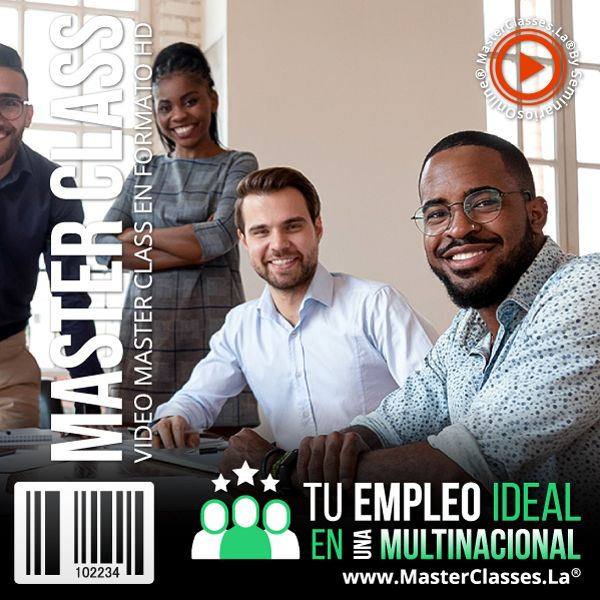 MASTER CLASS
VIDEO MASTER CLASS EN FORMATO HD
MasterClasses.La® By SeminariosOnline®
TU EMPLEO IDEAL
EN UNA MULTINACIONAL
www.MasterClasses.La®
102234